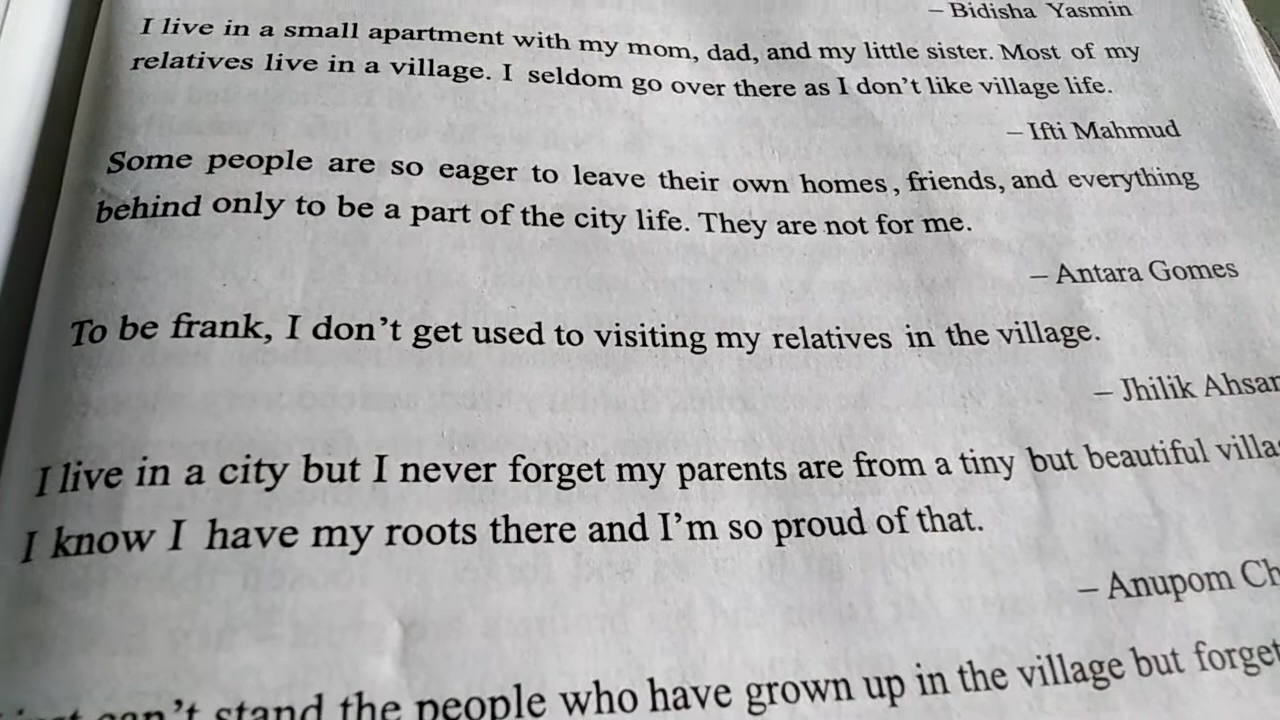 – Bidisha Yasmin
I live in a small apartment with my mom, dad, and my little sister. Most of my
relatives live in a village. I seldom go over there as I don't like village life.
– Ifti Mahmud
Some people are so eager to leave their own homes, friends, and everything
behind only to be a part of the city life. They are not for me.
– Antara Gomes
To be frank, I don't get used to visiting my relatives in the village.
– Jhilik Ahsan
I live in a city but I never forget my parents are from a tiny but beautiful
I know I have my roots there and I'm so proud of that.
– Anupom
can't stand the people who have grown up in the village but forget